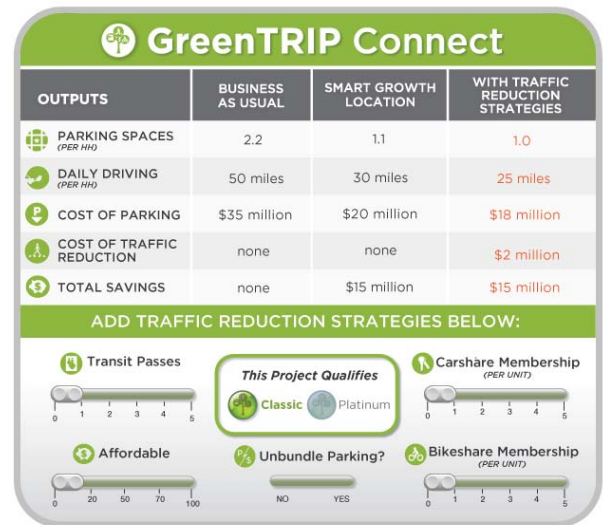 GreenTRIP Connect
OUTPUTS
BUSINESS
AS USUAL
SMART GROWTH
LOCATION
WITH TRAFFIC
REDUCTION
STRATEGIES
PARKING SPACES
(PER HH)
2.2
1.1
1.0
DAILY DRIVING
(PER HH)
50 miles
30 miles
25 miles
COST OF PARKING
$35 million
$20 million
$18 million
COST OF TRAFFIC
REDUCTION
none
none
$2 million
TOTAL SAVINGS
none
$15 million
$15 million
ADD TRAFFIC REDUCTION STRATEGIES BELOW:
Transit Passes
0 1 2 3 4 5
This Project Qualifies
Classic Platinum
Carshare Membership
(PER UNIT)
0 1 2 3 4 5
Affordable
0 20 50 70 100
P/$ Unbundle Parking?
NO YES
Bikeshare Membership
(PER UNIT)
0 1 2 3 4 5